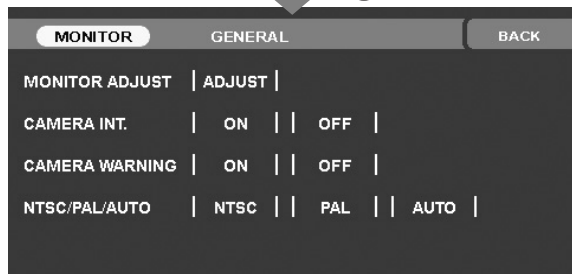 MONITOR GENERAL BACK
MONITOR ADJUST | ADJUST |
CAMERA INT. | ON | | OFF |
CAMERA WARNING | ON | | OFF |
NTSC/PAL/AUTO | NTSC | | PAL | | AUTO |